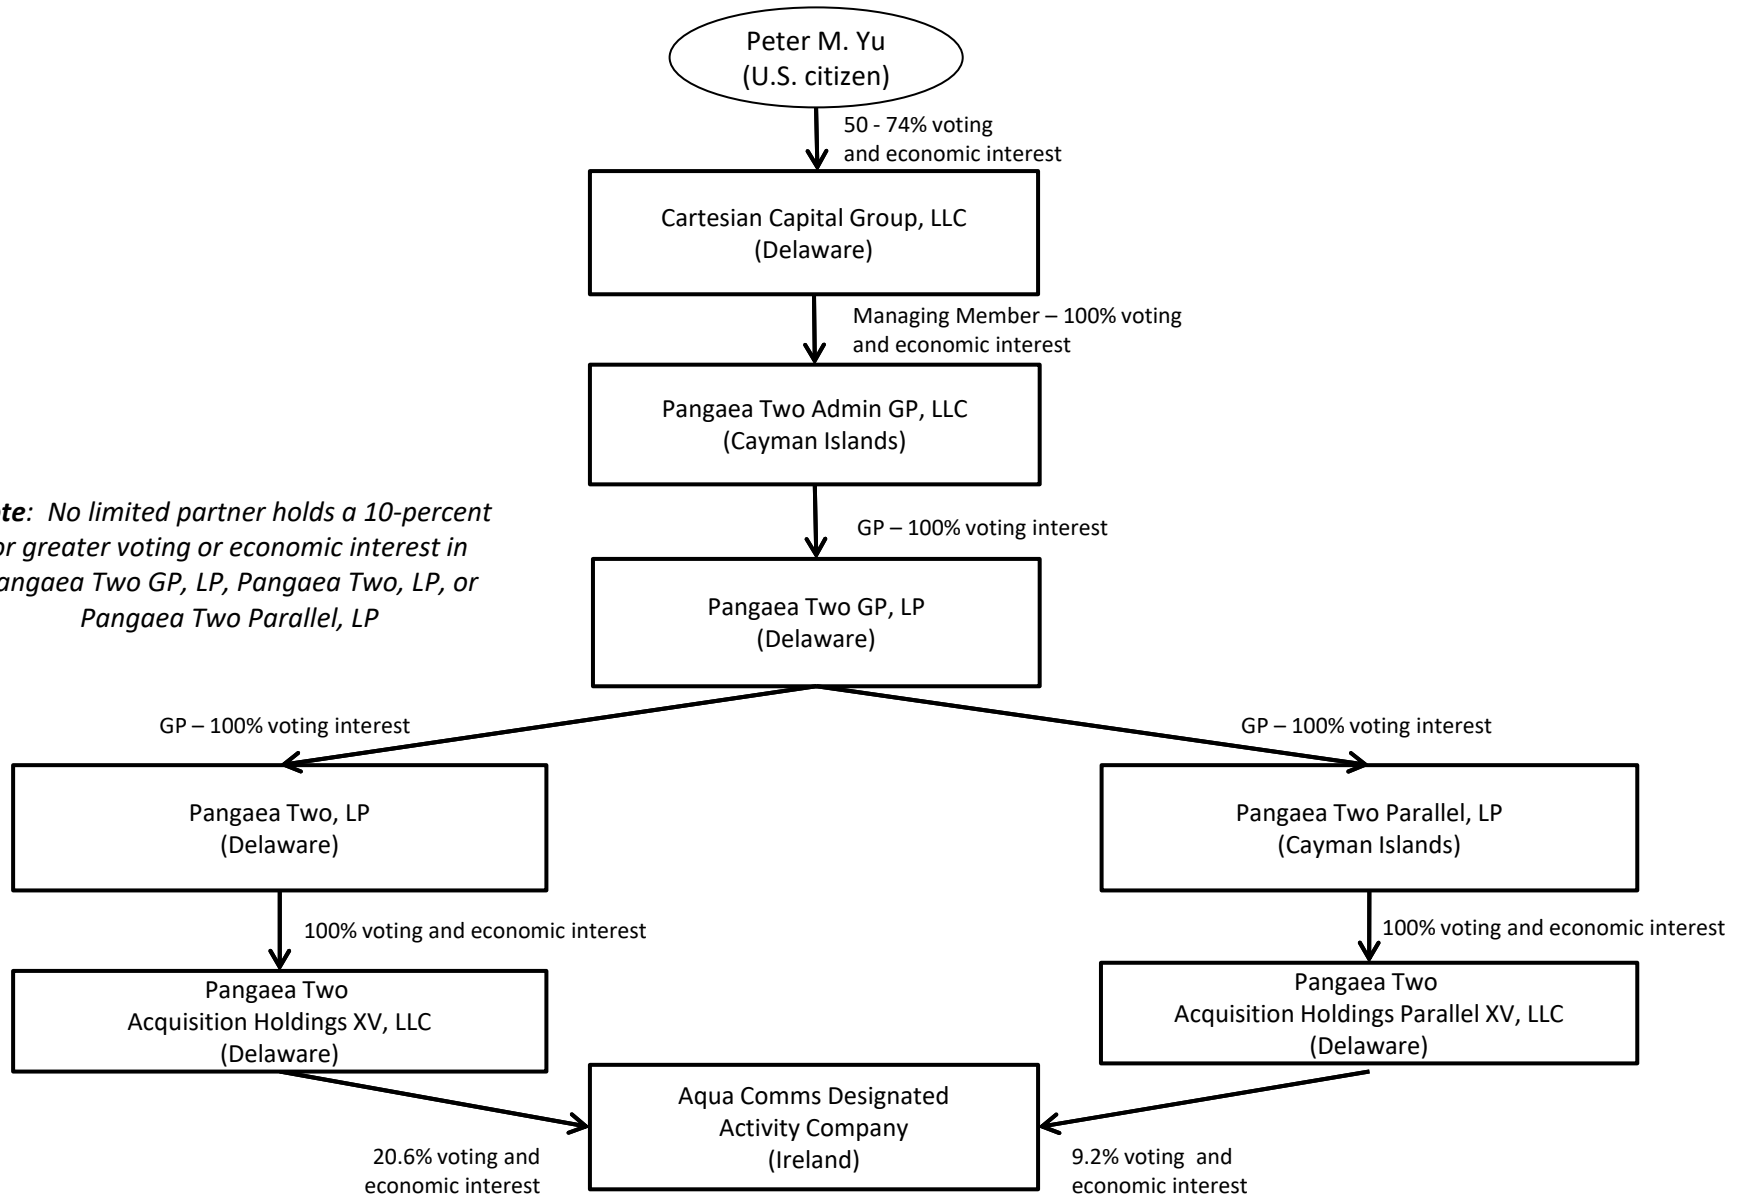 Peter M. Yu
(U.S. citizen)
50 - 74% voting
and economic interest
Cartesian Capital Group, LLC
(Delaware)
Managing Member – 100% voting
and economic interest
Pangaea Two Admin GP, LLC
(Cayman Islands)
te: No limited partner holds a 10-percent
or greater voting or economic interest in
angaea Two GP, LP, Pangaea Two, LP, or
Pangaea Two Parallel, LP
GP – 100% voting interest
Pangaea Two GP, LP
(Delaware)
GP – 100% voting interest
GP – 100% voting interest
Pangaea Two, LP
(Delaware)
Pangaea Two Parallel, LP
(Cayman Islands)
100% voting and economic interest
100% voting and economic interest
Pangaea Two
Acquisition Holdings XV, LLC
(Delaware)
Pangaea Two
Acquisition Holdings Parallel XV, LLC
(Delaware)
Aqua Comms Designated
Activity Company
(Ireland)
20.6% voting and
economic interest
9.2% voting  and
economic interest